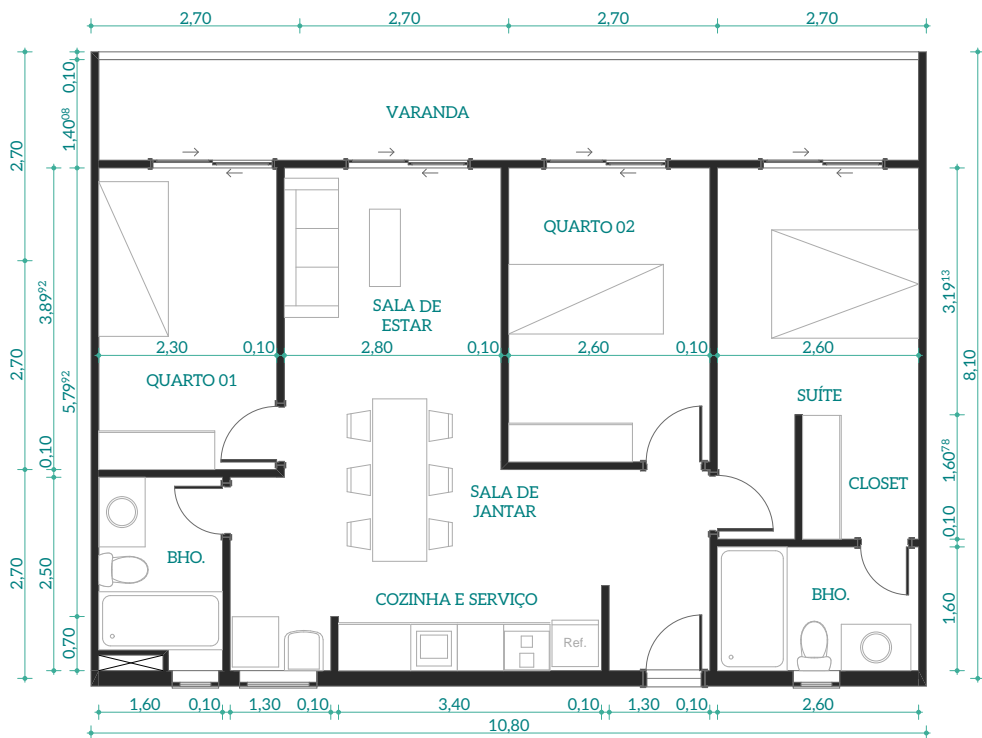 2,70 2,70 2,70 2,70
0,10
VARANDA
1,40⁰⁸
2,70
QUARTO 02
3,89⁹²
3,19¹³
SALA DE
ESTAR
2,30 0,10 2,80 0,10 2,60 0,10 2,60
2,70
8,10
QUARTO 01
5,79⁹²
SUÍTE
0,10
1,60⁷⁸
SALA DE
JANTAR
CLOSET
0,10
BHO.
2,70
2,50
COZINHA E SERVIÇO
BHO.
1,60
0,70
Ref.
1,60 0,10 1,30 0,10 3,40 0,10 1,30 0,10 2,60
10,80